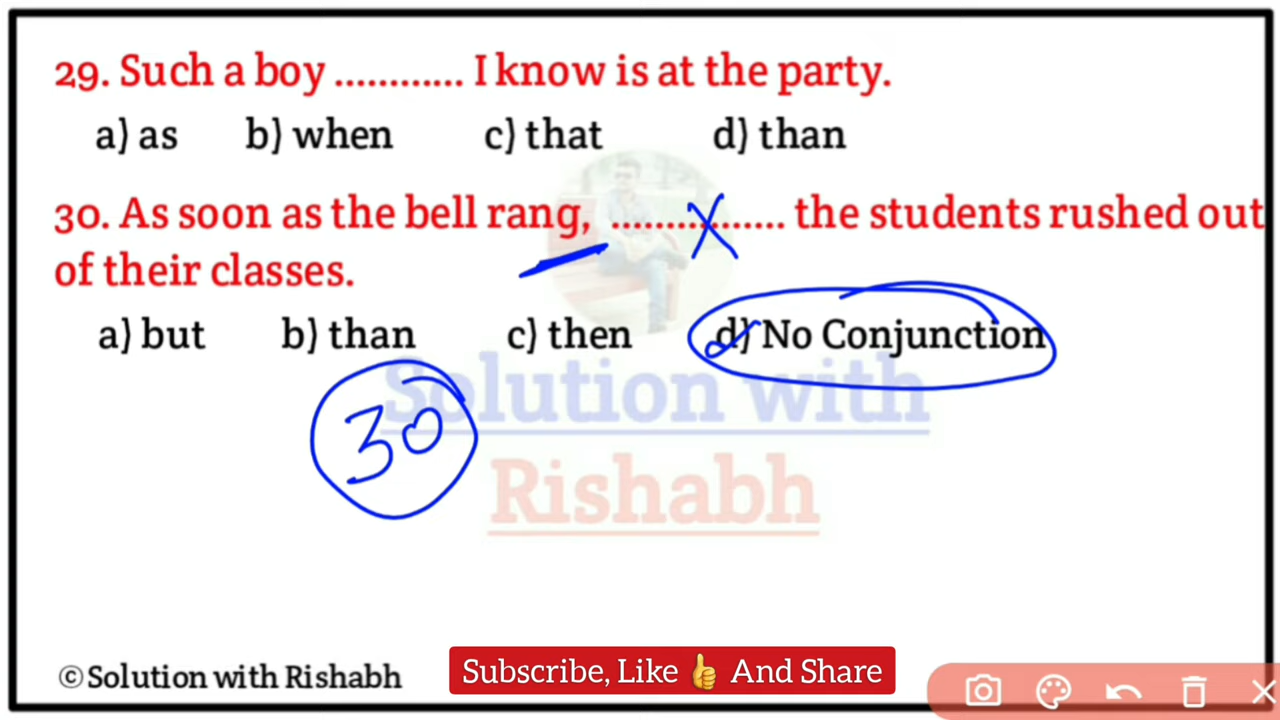 29. Such a boy ............ I know is at the party.
a) as b) when c) that d) than
30. As soon as the bell rang, ................ the students rushed out
of their classes.
a) but b) than c) then d) No Conjunction
30
Solution with
Rishabh
©Solution with Rishabh
Subscribe, Like 👍 And Share